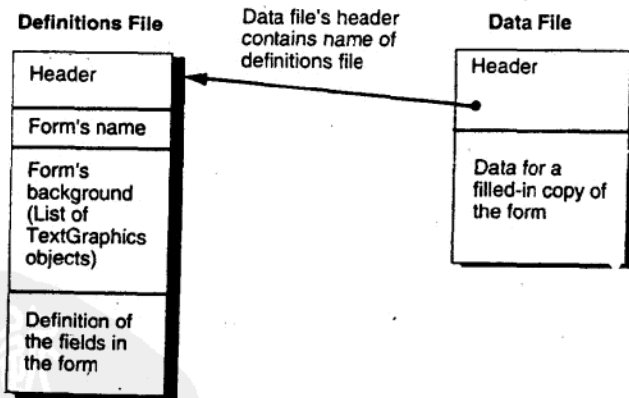 Definitions File
Header
Form's name
Form's
background
(List of
TextGraphics
objects)
Definition of
the fields in
the form
Data file's header
contains name of
definitions file
Data File
Header
Data for a
filled-in copy of
the form